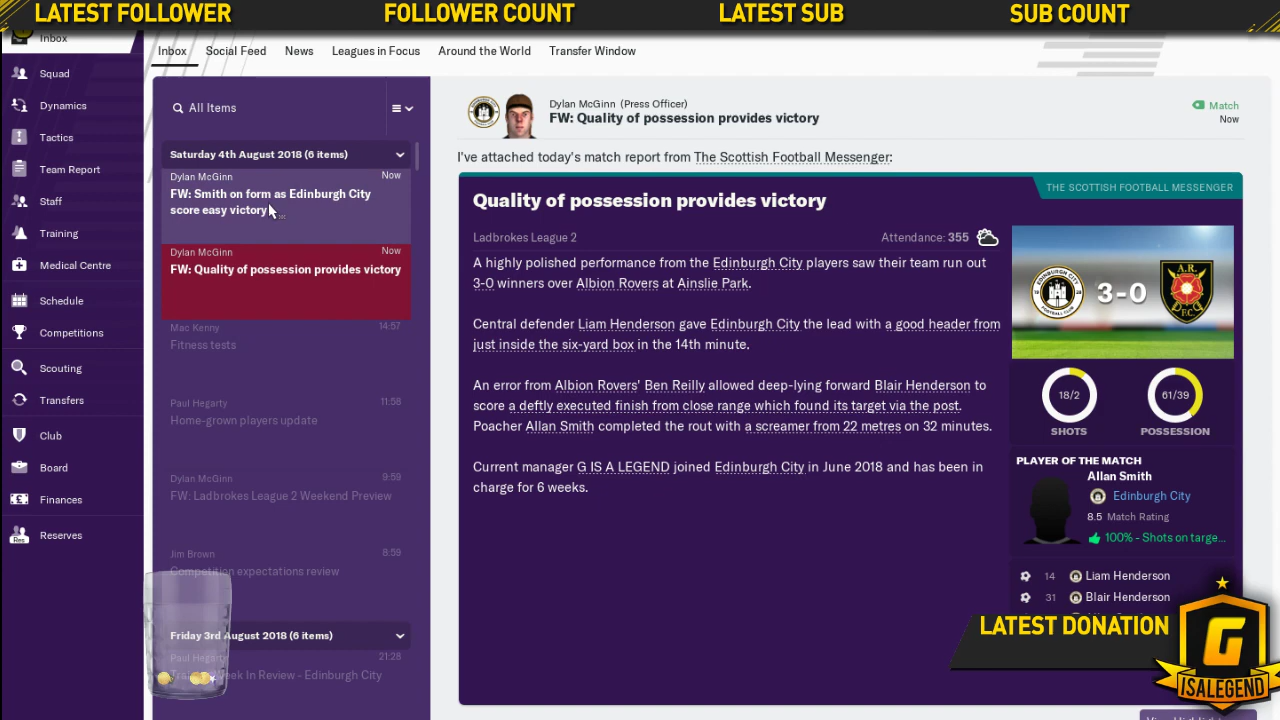 LATEST FOLLOWER FOLLOWER COUNT LATEST SUB SUB COUNT
Inbox
Squad
Dynamics
Tactics
Team Report
Staff
Training
Medical Centre
Schedule
Competitions
Scouting
Transfers
Club
Board
Finances
Res
Reserves
Inbox Social Feed News Leagues in Focus Around the World Transfer Window
All Items
Saturday 4th August 2018 (6 items)
Dylan McGinn Now
FW: Smith on form as Edinburgh City
score easy victory
Dylan McGinn Now
FW: Quality of possession provides victory
Mac Kenny 14:57
Fitness tests
Paul Hegarty 11:58
Home-grown players update
Dylan McGinn 9:59
FW: Ladbrokes League 2 Weekend Preview
Jim Brown 8:59
Competition expectations review
Friday 3rd August 2018 (6 items)
Paul Hegarty 21:28
Training Week In Review - Edinburgh City
Dylan McGinn (Press Officer)
FW: Quality of possession provides victory
Match
Now
I've attached today's match report from The Scottish Football Messenger:
THE SCOTTISH FOOTBALL MESSENGER
Quality of possession provides victory
Ladbrokes League 2 Attendance: 355
A highly polished performance from the Edinburgh City players saw their team run out
3-0 winners over Albion Rovers at Ainslie Park.
Central defender Liam Henderson gave Edinburgh City the lead with a good header from
just inside the six-yard box in the 14th minute.
An error from Albion Rovers' Ben Reilly allowed deep-lying forward Blair Henderson to
score a deftly executed finish from close range which found its target via the post.
Poacher Allan Smith completed the rout with a screamer from 22 metres on 32 minutes.
Current manager G IS A LEGEND joined Edinburgh City in June 2018 and has been in
charge for 6 weeks.
3-0
18/2 61/39
SHOTS POSSESSION
PLAYER OF THE MATCH
Allan Smith
Edinburgh City
8.5 Match Rating
100% - Shots on targe...
14 Liam Henderson
31 Blair Henderson
LATEST DONATION
G
ISALEGEND